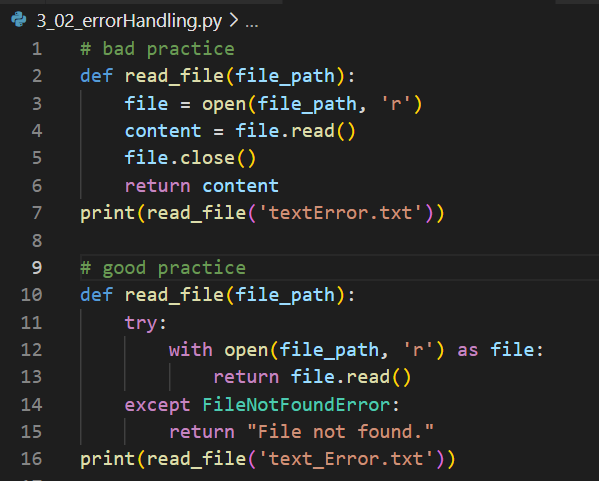 3_02_errorHandling.py > ...
1 # bad practice
2 def read_file(file_path):
3     file = open(file_path, 'r')
4     content = file.read()
5     file.close()
6     return content
7 print(read_file('textError.txt'))
8
9 # good practice
10 def read_file(file_path):
11     try:
12         with open(file_path, 'r') as file:
13             return file.read()
14     except FileNotFoundError:
15         return "File not found."
16 print(read_file('text_Error.txt'))